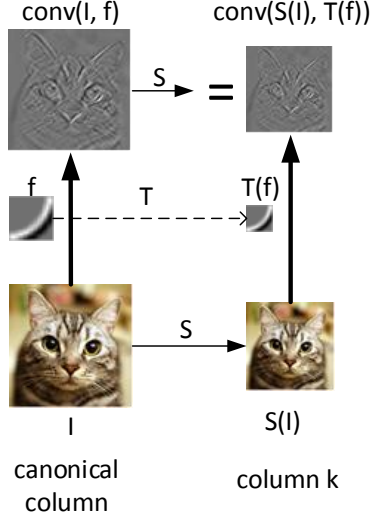 conv(I, f)
conv(S(I), T(f))
S
=
f
T
T(f)
S
I
S(I)
canonical
column
column k